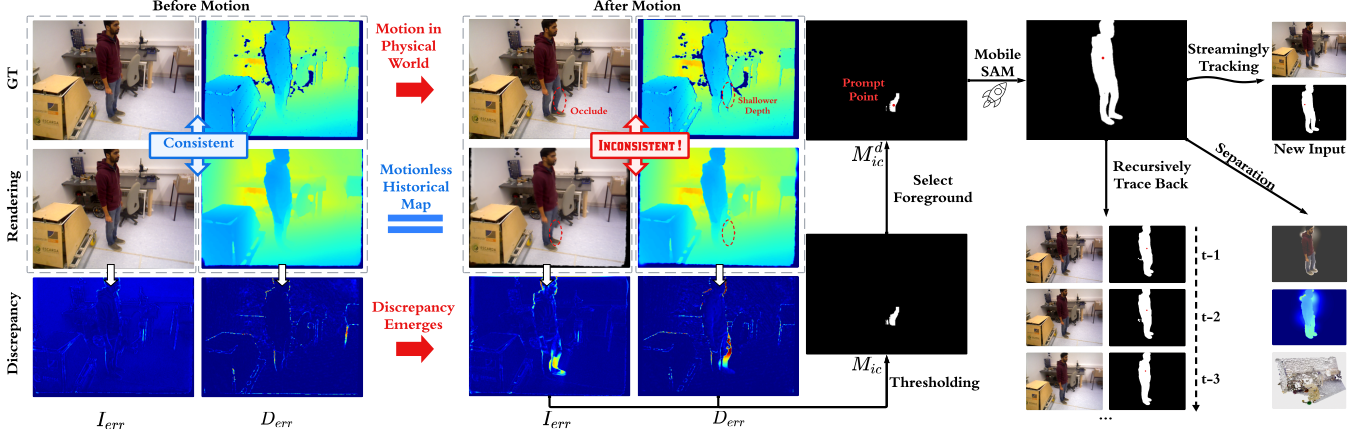 Before Motion
After Motion
GT
Rendering
Discrepancy
Consistent
Motion in
Physical
World
Motionless
Historical
Map
Discrepancy
Emerges
Occlude
Shallower
Depth
INCONSISTENT!
I_err
D_err
I_err
D_err
Prompt
Point
M_ic^d
Select
Foreground
M_ic
Thresholding
Mobile
SAM
Streamingly
Tracking
New Input
Recursively
Trace Back
Separation
t-1
t-2
t-3
...